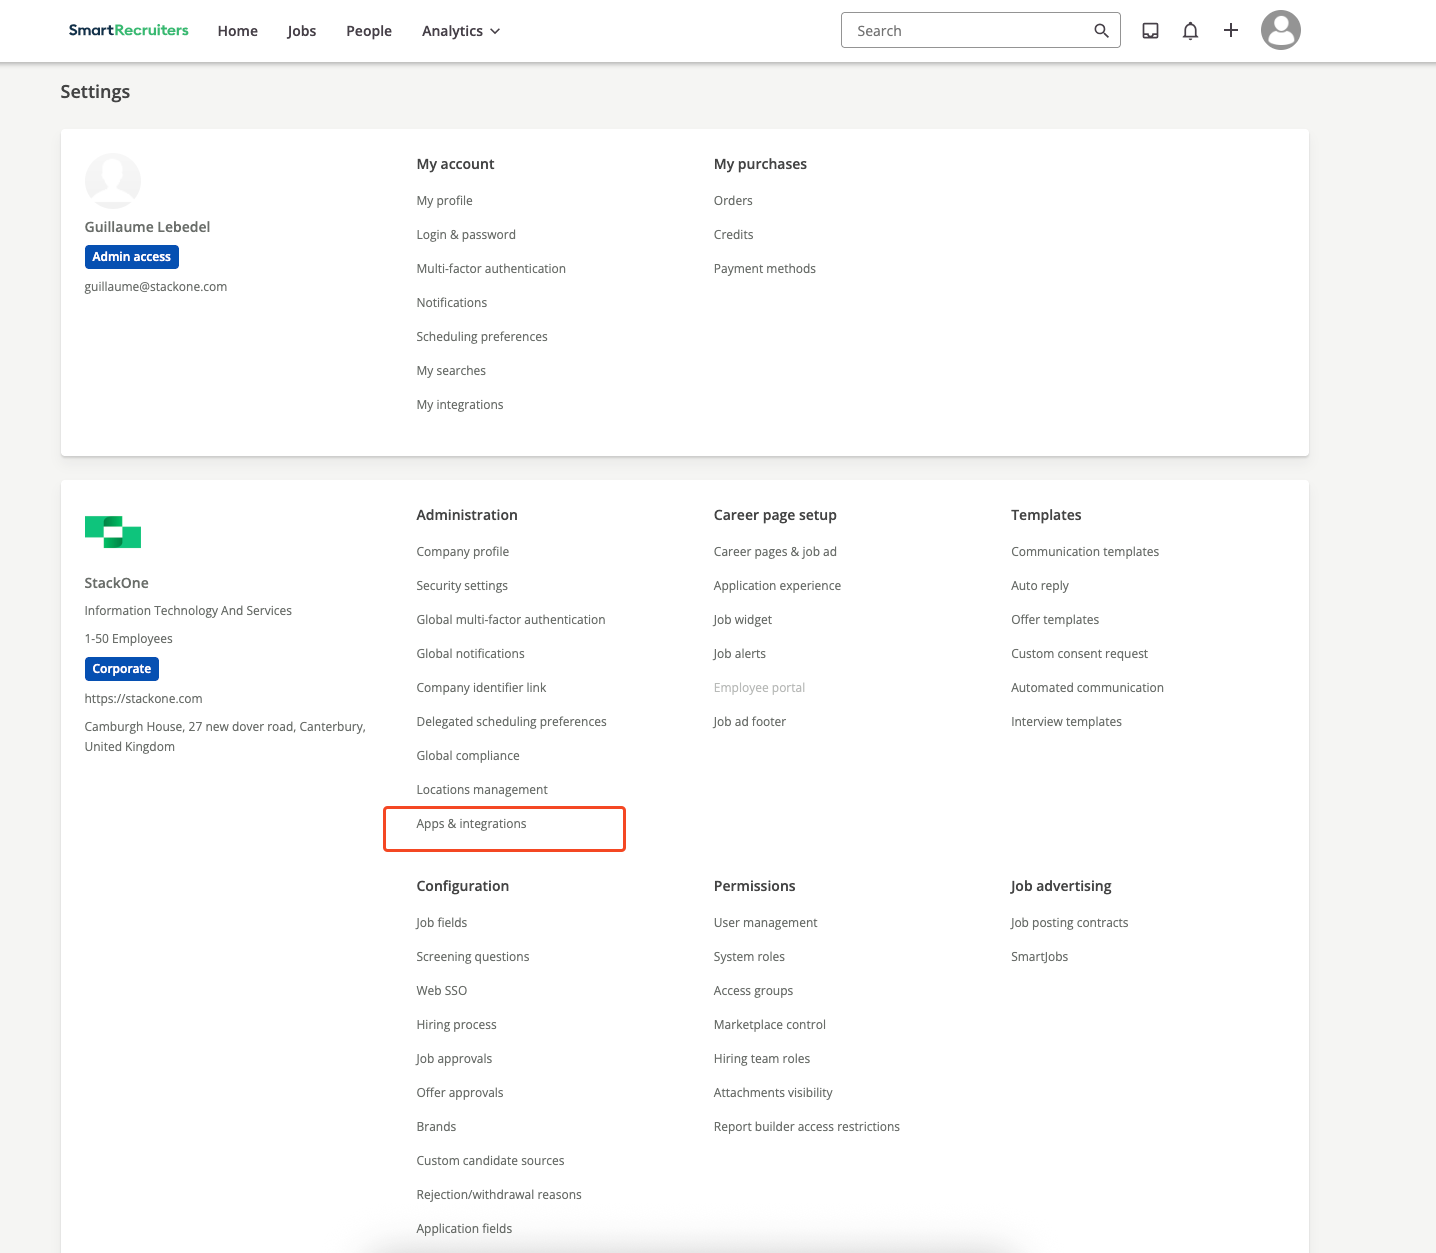 SmartRecruiters
Home
Jobs
People
Analytics
Search
Settings
Guillaume Lebedel
Admin access
guillaume@stackone.com
My account
My profile
Login & password
Multi-factor authentication
Notifications
Scheduling preferences
My searches
My integrations
My purchases
Orders
Credits
Payment methods
StackOne
Information Technology And Services
1-50 Employees
Corporate
https://stackone.com
Camburgh House, 27 new dover road, Canterbury,
United Kingdom
Administration
Company profile
Security settings
Global multi-factor authentication
Global notifications
Company identifier link
Delegated scheduling preferences
Global compliance
Locations management
Apps & integrations
Career page setup
Career pages & job ad
Application experience
Job widget
Job alerts
Employee portal
Job ad footer
Templates
Communication templates
Auto reply
Offer templates
Custom consent request
Automated communication
Interview templates
Configuration
Job fields
Screening questions
Web SSO
Hiring process
Job approvals
Offer approvals
Brands
Custom candidate sources
Rejection/withdrawal reasons
Application fields
Permissions
User management
System roles
Access groups
Marketplace control
Hiring team roles
Attachments visibility
Report builder access restrictions
Job advertising
Job posting contracts
SmartJobs